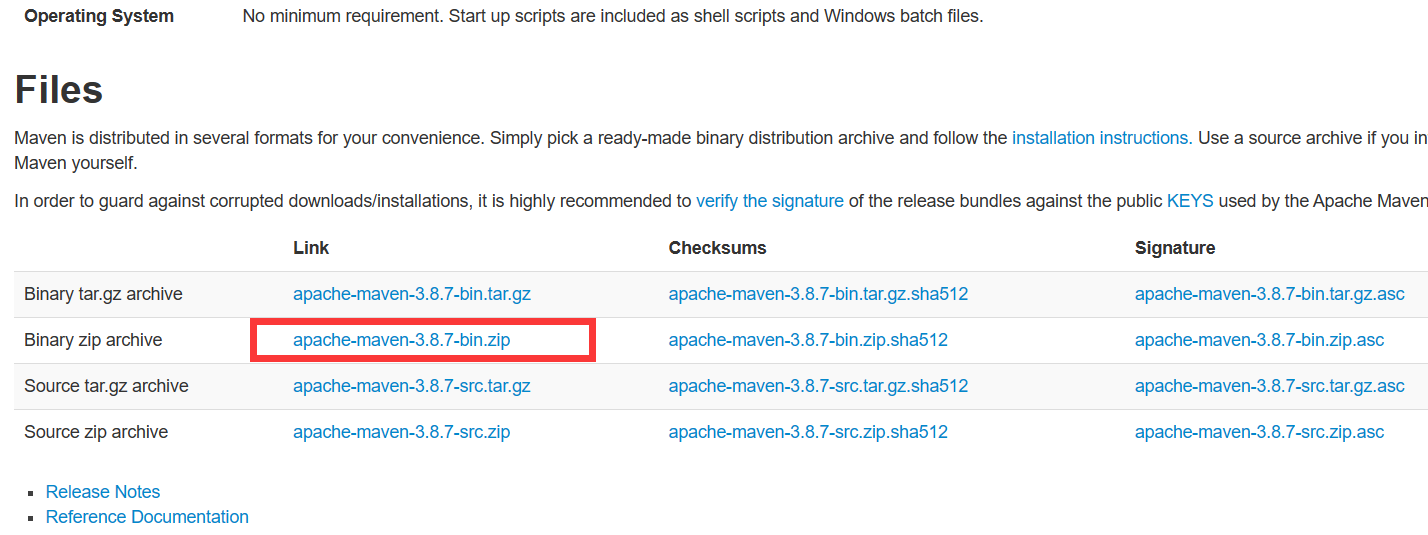 Operating System No minimum requirement. Start up scripts are included as shell scripts and Windows batch files.
Files
Maven is distributed in several formats for your convenience. Simply pick a ready-made binary distribution archive and follow the installation instructions. Use a source archive if you in
Maven yourself.
In order to guard against corrupted downloads/installations, it is highly recommended to verify the signature of the release bundles against the public KEYS used by the Apache Maven
Link Checksums Signature
Binary tar.gz archive apache-maven-3.8.7-bin.tar.gz apache-maven-3.8.7-bin.tar.gz.sha512 apache-maven-3.8.7-bin.tar.gz.asc
Binary zip archive apache-maven-3.8.7-bin.zip apache-maven-3.8.7-bin.zip.sha512 apache-maven-3.8.7-bin.zip.asc
Source tar.gz archive apache-maven-3.8.7-src.tar.gz apache-maven-3.8.7-src.tar.gz.sha512 apache-maven-3.8.7-src.tar.gz.asc
Source zip archive apache-maven-3.8.7-src.zip apache-maven-3.8.7-src.zip.sha512 apache-maven-3.8.7-src.zip.asc
Release Notes
Reference Documentation